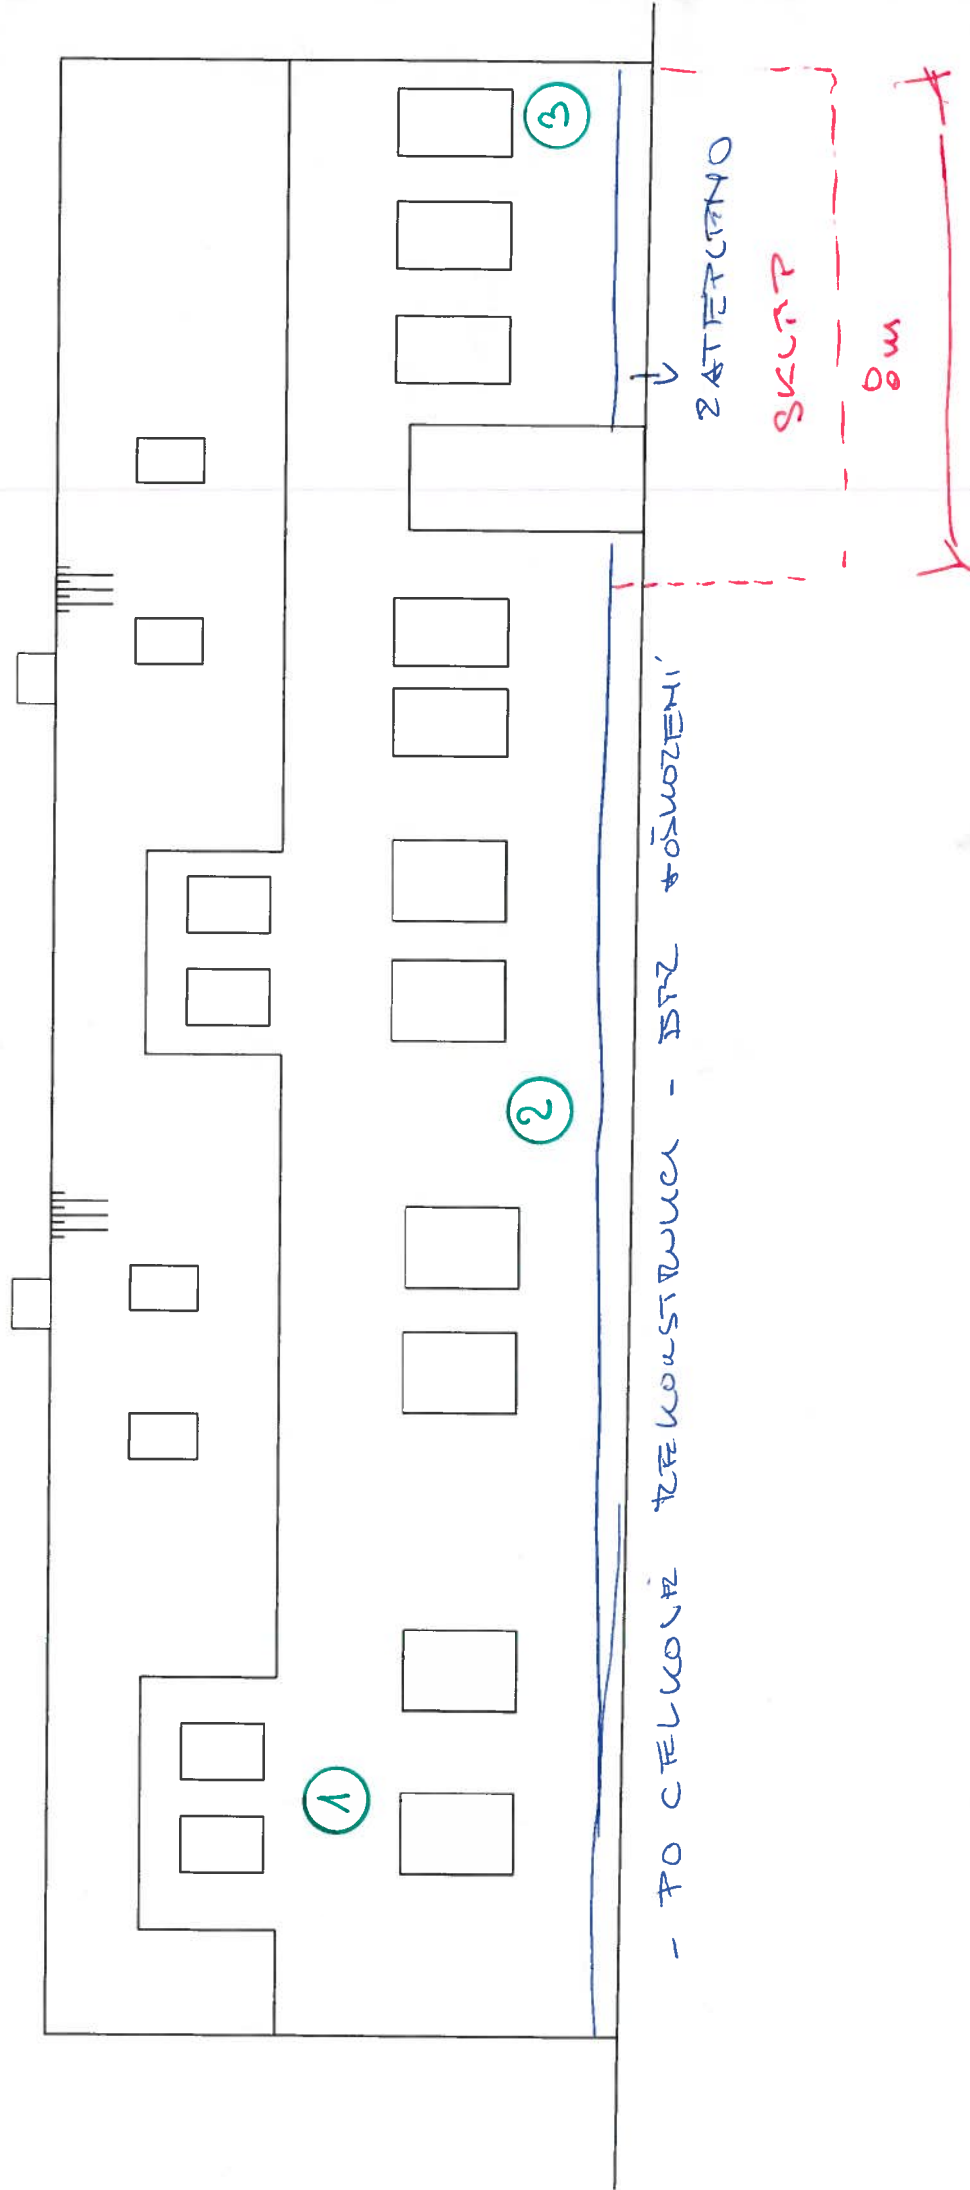 1
2
3
- PO CELKOVÉ REKONSTRUKCI - BEZ POŠKOZENÍ
ZATEPLENO
SKLEP
8 m